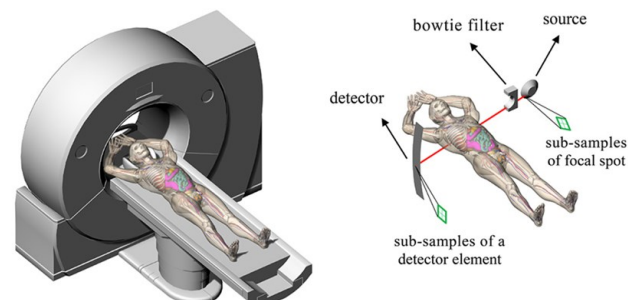 source
bowtie filter
detector
sub-samples
of focal spot
sub-samples of a
detector element